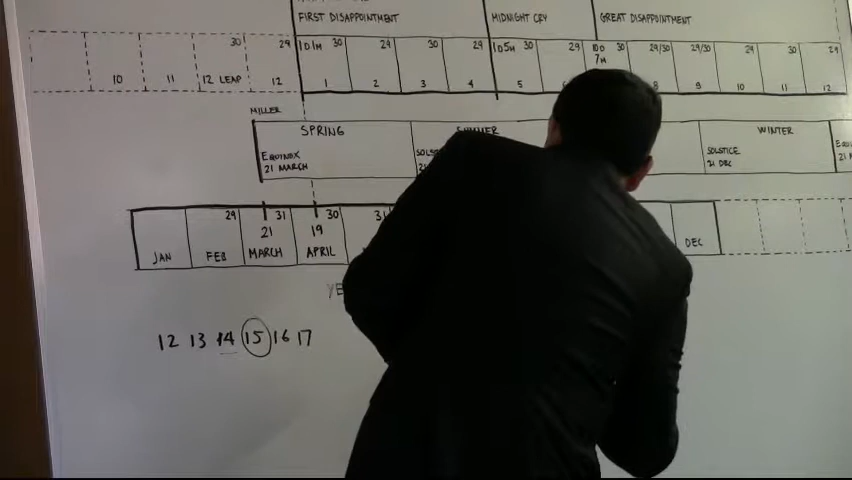 FIRST DISAPPOINTMENT MIDNIGHT CRY GREAT DISAPPOINTMENT
30 29 1D1M 30 29 30 29 1D5M 30 29 10D 30 29/30 29/30 29 30 29
7M
10 11 12 LEAP 12 1 2 3 4 5 8 9 10 11 12
MILLER
SPRING SUMMER WINTER
EQUINOX SOLSTICE
21 MARCH 21 DEC
29 31 30
21 19
JAN FEB MARCH APRIL DEC
12 13 14 15 16 17